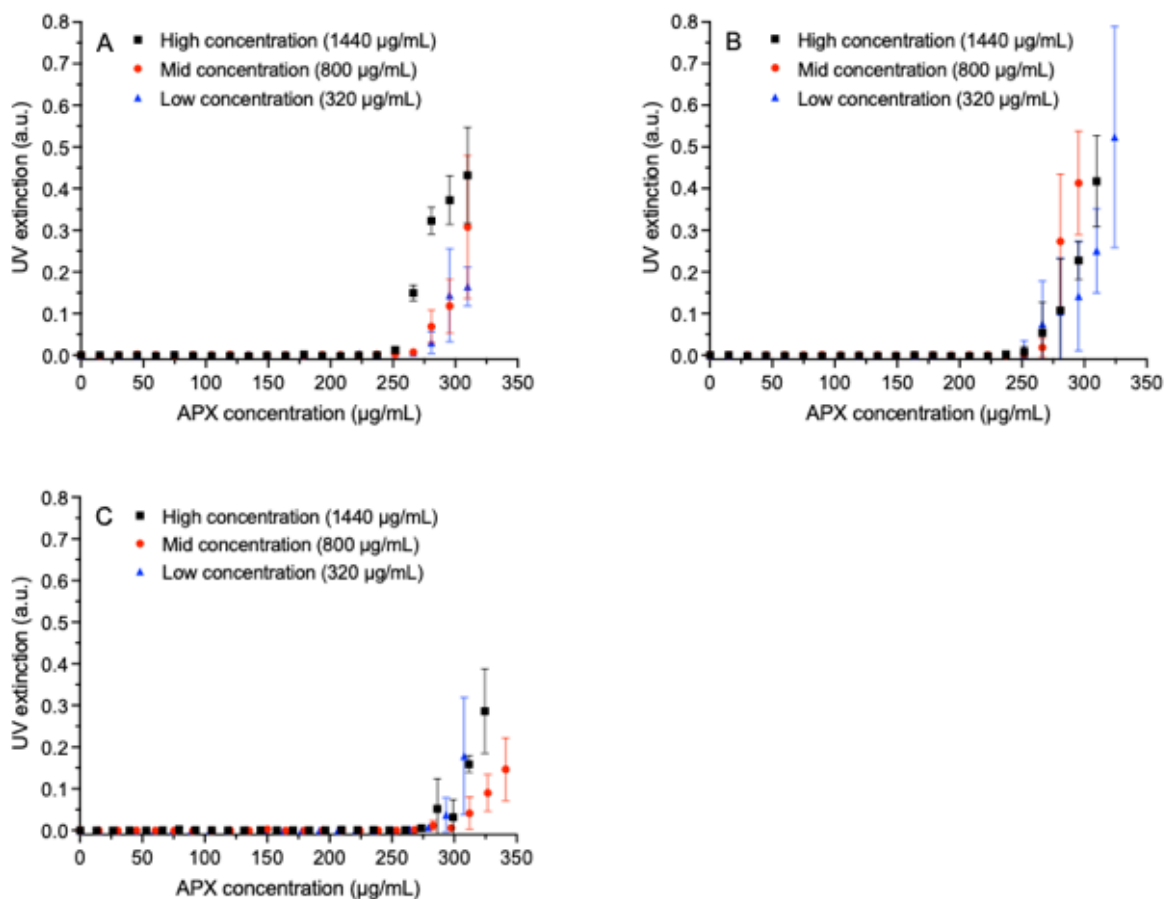 A
High concentration (1440 µg/mL)
Mid concentration (800 µg/mL)
Low concentration (320 µg/mL)
UV extinction (a.u.)
0.8
0.7
0.6
0.5
0.4
0.3
0.2
0.1
0.0
0 50 100 150 200 250 300 350
APX concentration (µg/mL)
B
High concentration (1440 µg/mL)
Mid concentration (800 µg/mL)
Low concentration (320 µg/mL)
UV extinction (a.u.)
0.8
0.7
0.6
0.5
0.4
0.3
0.2
0.1
0.0
0 50 100 150 200 250 300 350
APX concentration (µg/mL)
C
High concentration (1440 µg/mL)
Mid concentration (800 µg/mL)
Low concentration (320 µg/mL)
UV extinction (a.u.)
0.8
0.7
0.6
0.5
0.4
0.3
0.2
0.1
0.0
0 50 100 150 200 250 300 350
APX concentration (µg/mL)